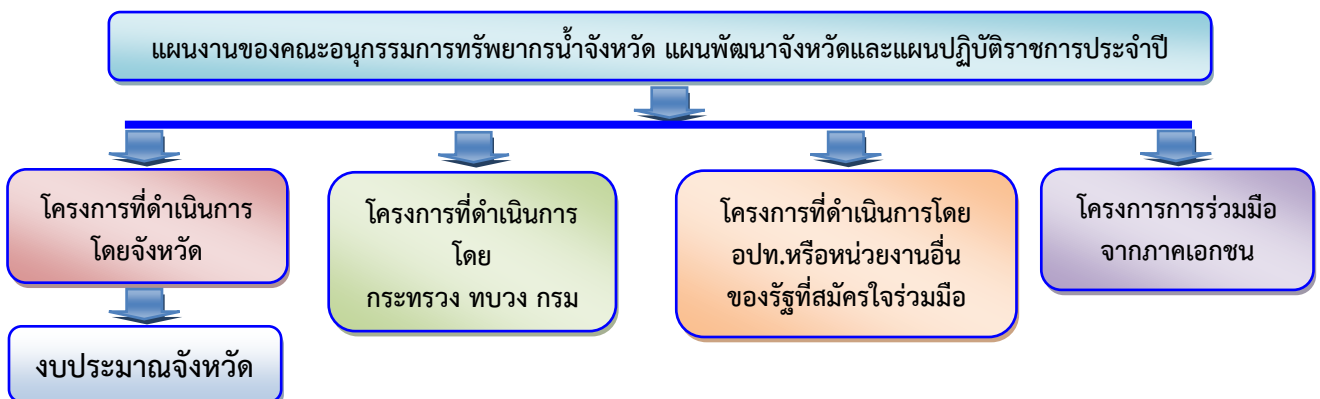 แผนงานของคณะอนุกรรมการทรัพยากรน้ำจังหวัด แผนพัฒนาจังหวัดและแผนปฏิบัติราชการประจำปี
โครงการที่ดำเนินการ
โดยจังหวัด
งบประมาณจังหวัด
โครงการที่ดำเนินการ
โดย
กระทรวง ทบวง กรม
โครงการที่ดำเนินการโดย
อปท.หรือหน่วยงานอื่น
ของรัฐที่สมัครใจร่วมมือ
โครงการการร่วมมือ
จากภาคเอกชน